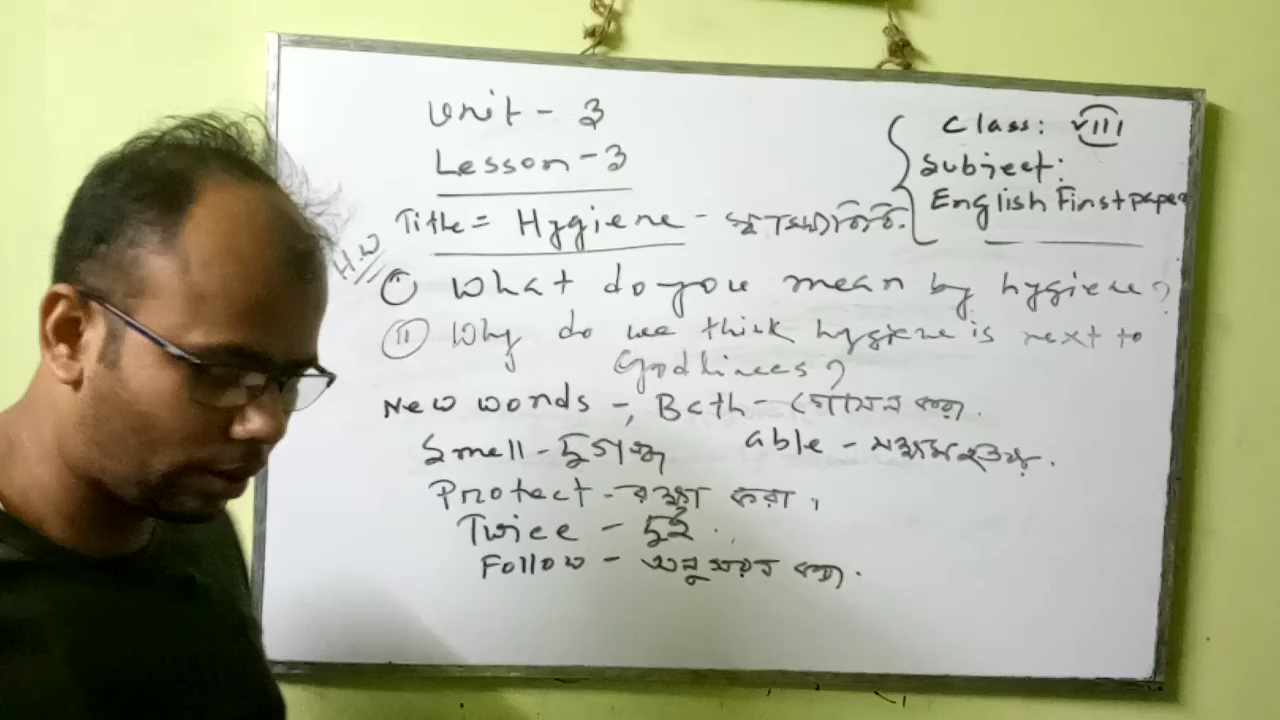 Unit - 3
Lesson - 3
Class: VIII
Subject:
English First paper
Title = Hygiene - স্বাস্থ্যবিধি.
H.W
(i) What do you mean by hygiene?
(ii) Why do we think hygiene is next to
Godliness?
New words -, Bath - গোসল করা.
Smell - দুর্গন্ধ able - সক্ষম হওয়া.
Protect - রক্ষা করা,
Twice - দুই.
Follow - অনুসরন করা.